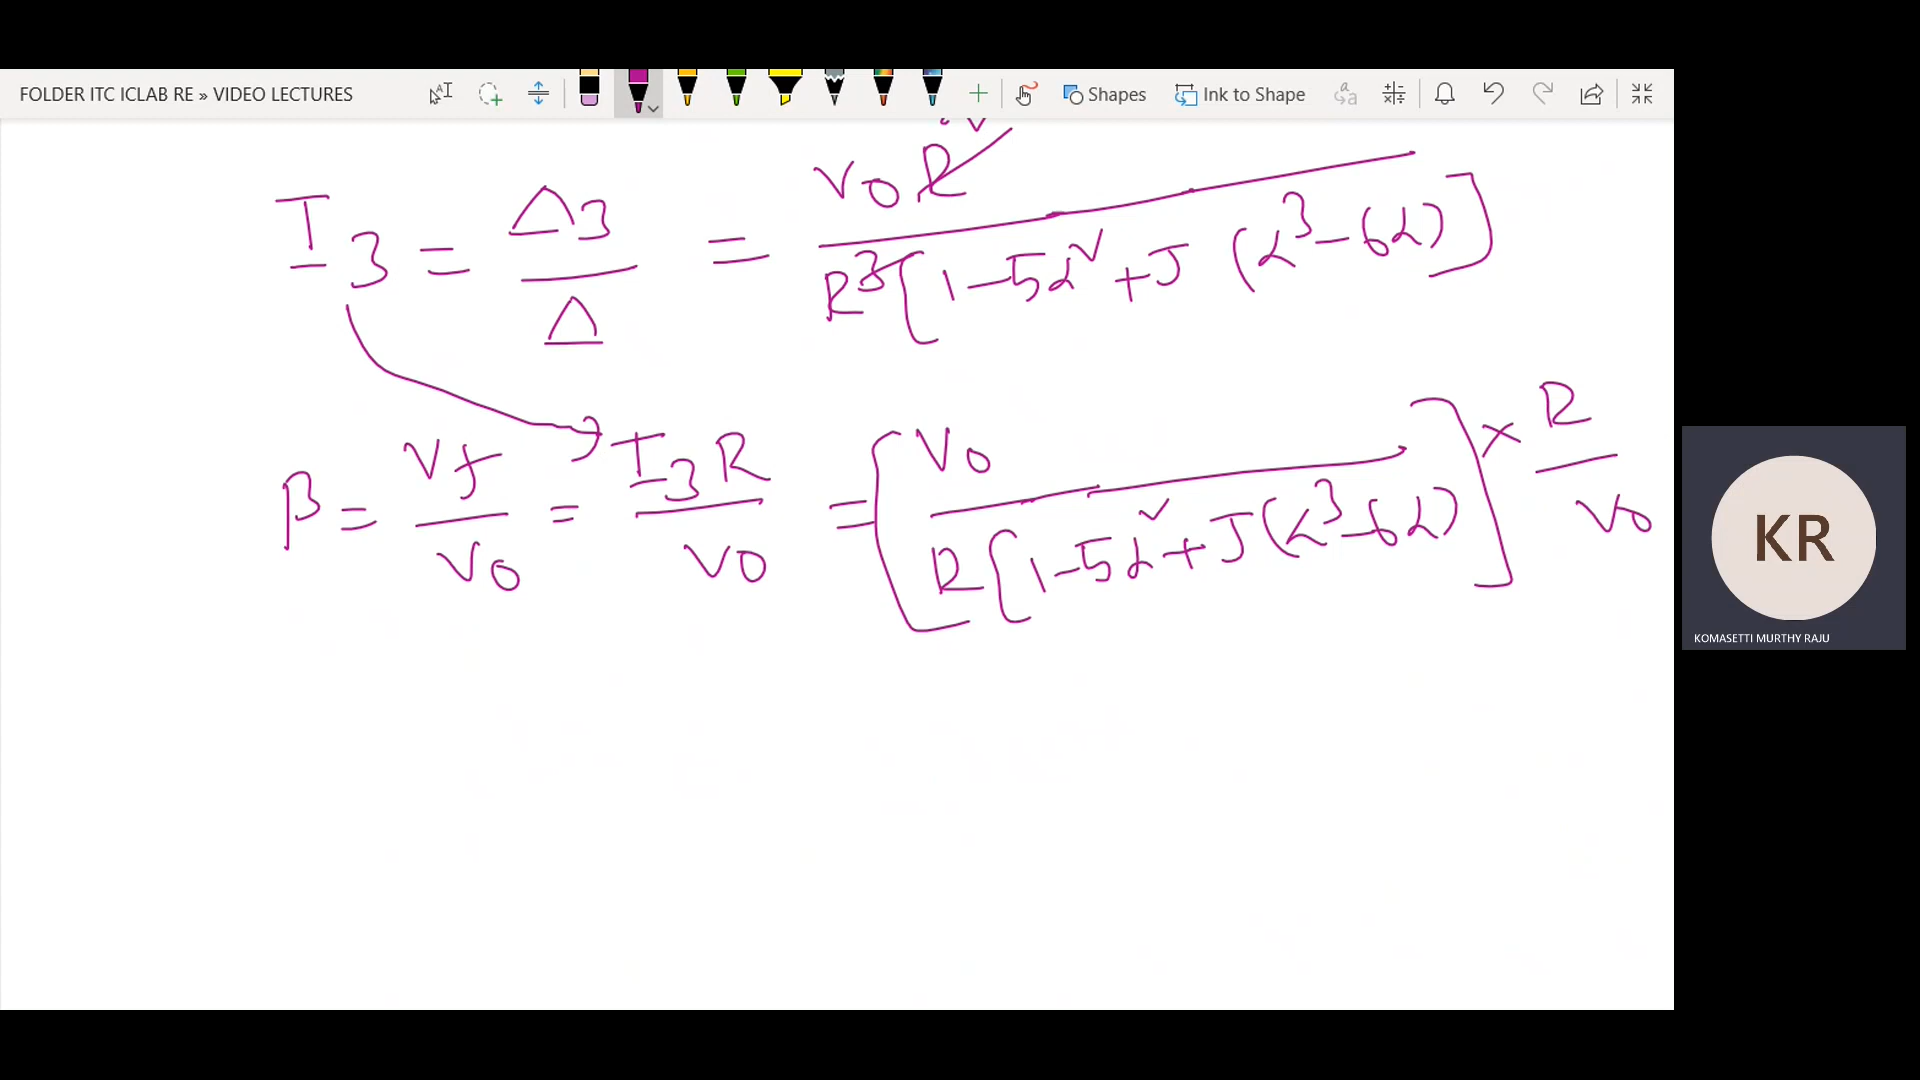 FOLDER ITC ICLAB RE » VIDEO LECTURES
Shapes
Ink to Shape
I3 = Δ3/Δ = V0R²/R³[1-5α²+J(α³-6α)]
β = Vf/V0 = I3R/V0 = [V0/R[1-5α²+J(α³-6α)] × R/V0
KR
KOMASETTI MURTHY RAJU